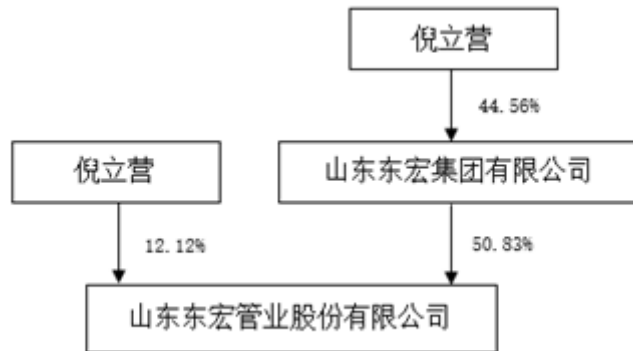 倪立营
44.56%
倪立营
山东东宏集团有限公司
12.12%
50.83%
山东东宏管业股份有限公司